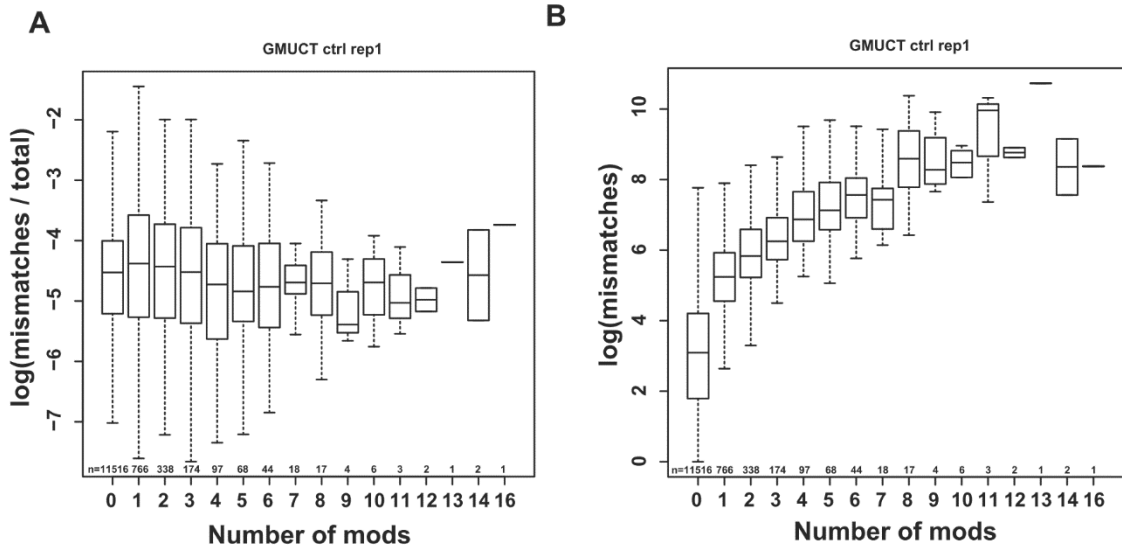 A
GMUCT ctrl rep1
log(mismatches / total)
-2
-3
-4
-5
-6
-7
n=11516 766 338 174 97 68 44 18 17 4 6 3 2 1 2 1
0 1 2 3 4 5 6 7 8 9 10 11 12 13 14 16
Number of mods
B
GMUCT ctrl rep1
log(mismatches)
10
8
6
4
2
0
n=11516 766 338 174 97 68 44 18 17 4 6 3 2 1 2 1
0 1 2 3 4 5 6 7 8 9 10 11 12 13 14 16
Number of mods